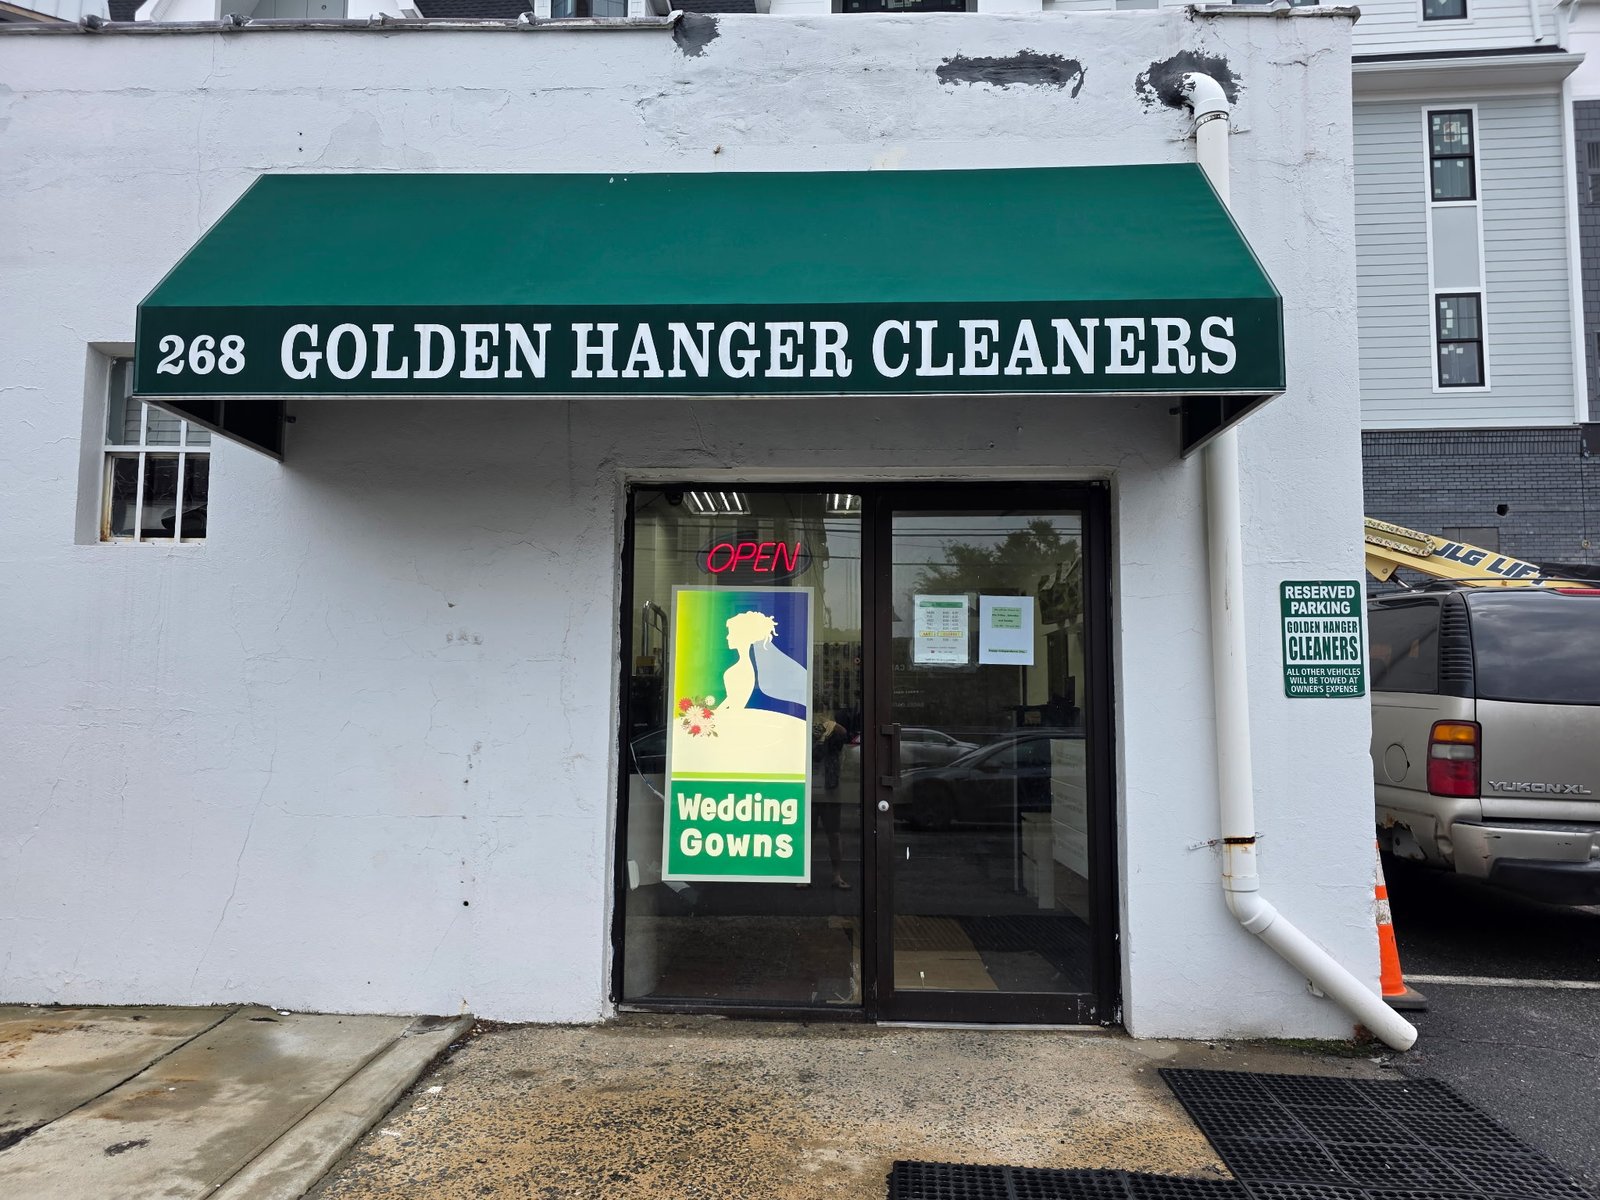 268 GOLDEN HANGER CLEANERS
OPEN
Wedding
Gowns
RESERVED
PARKING
GOLDEN HANGER
CLEANERS
ALL OTHER VEHICLES
WILL BE TOWED AT
OWNER'S EXPENSE
JLG LIFT
YUKON XL